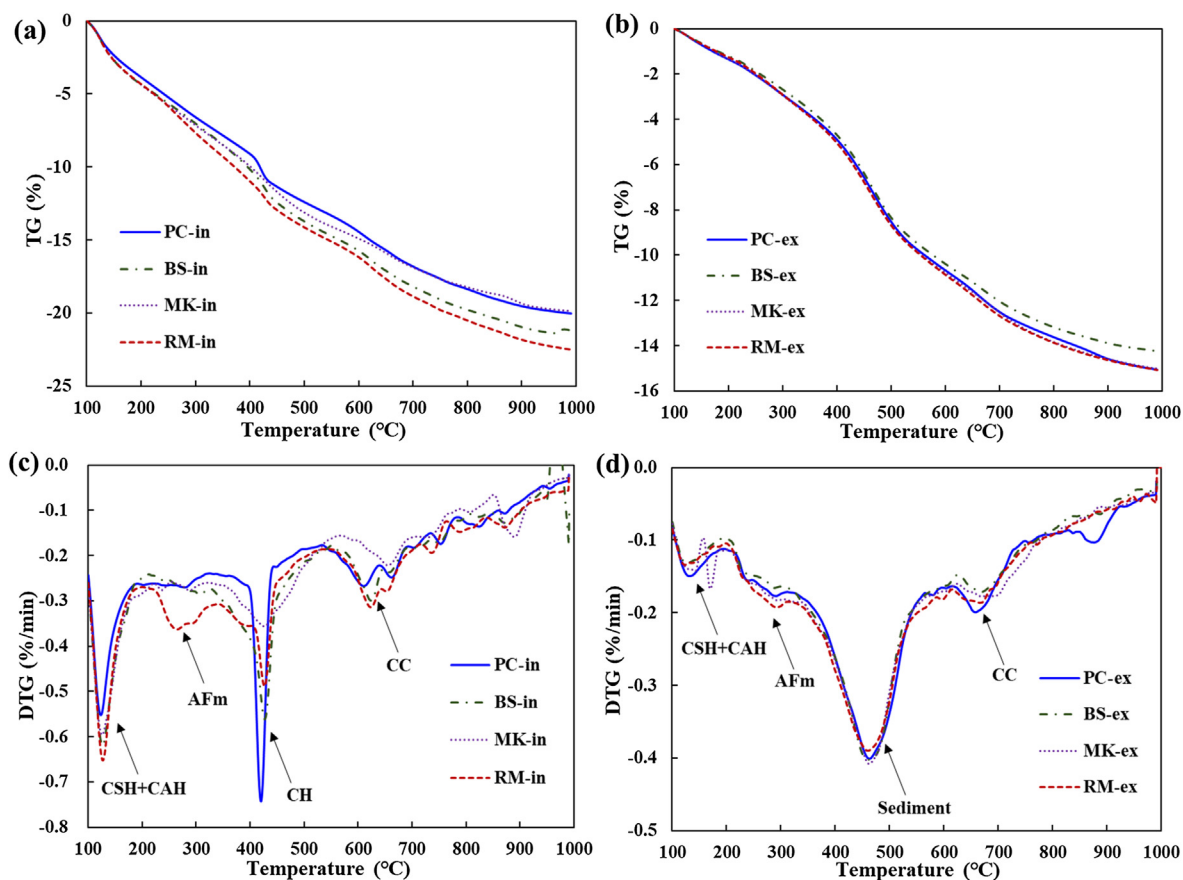 (a)
0
-5
-10
-15
-20
-25
TG (%)
PC-in
BS-in
MK-in
RM-in
100 200 300 400 500 600 700 800 900 1000
Temperature (°C)
(b)
0
-2
-4
-6
-8
-10
-12
-14
-16
TG (%)
PC-ex
BS-ex
MK-ex
RM-ex
100 200 300 400 500 600 700 800 900 1000
Temperature (°C)
(c)
0.0
-0.1
-0.2
-0.3
-0.4
-0.5
-0.6
-0.7
-0.8
DTG (%/min)
CSH+CAH
AFm
CH
CC
PC-in
BS-in
MK-in
RM-in
100 200 300 400 500 600 700 800 900 1000
Temperature (°C)
(d)
0.0
-0.1
-0.2
-0.3
-0.4
-0.5
DTG (%/min)
CSH+CAH
AFm
Sediment
CC
PC-ex
BS-ex
MK-ex
RM-ex
100 200 300 400 500 600 700 800 900 1000
Temperature (°C)